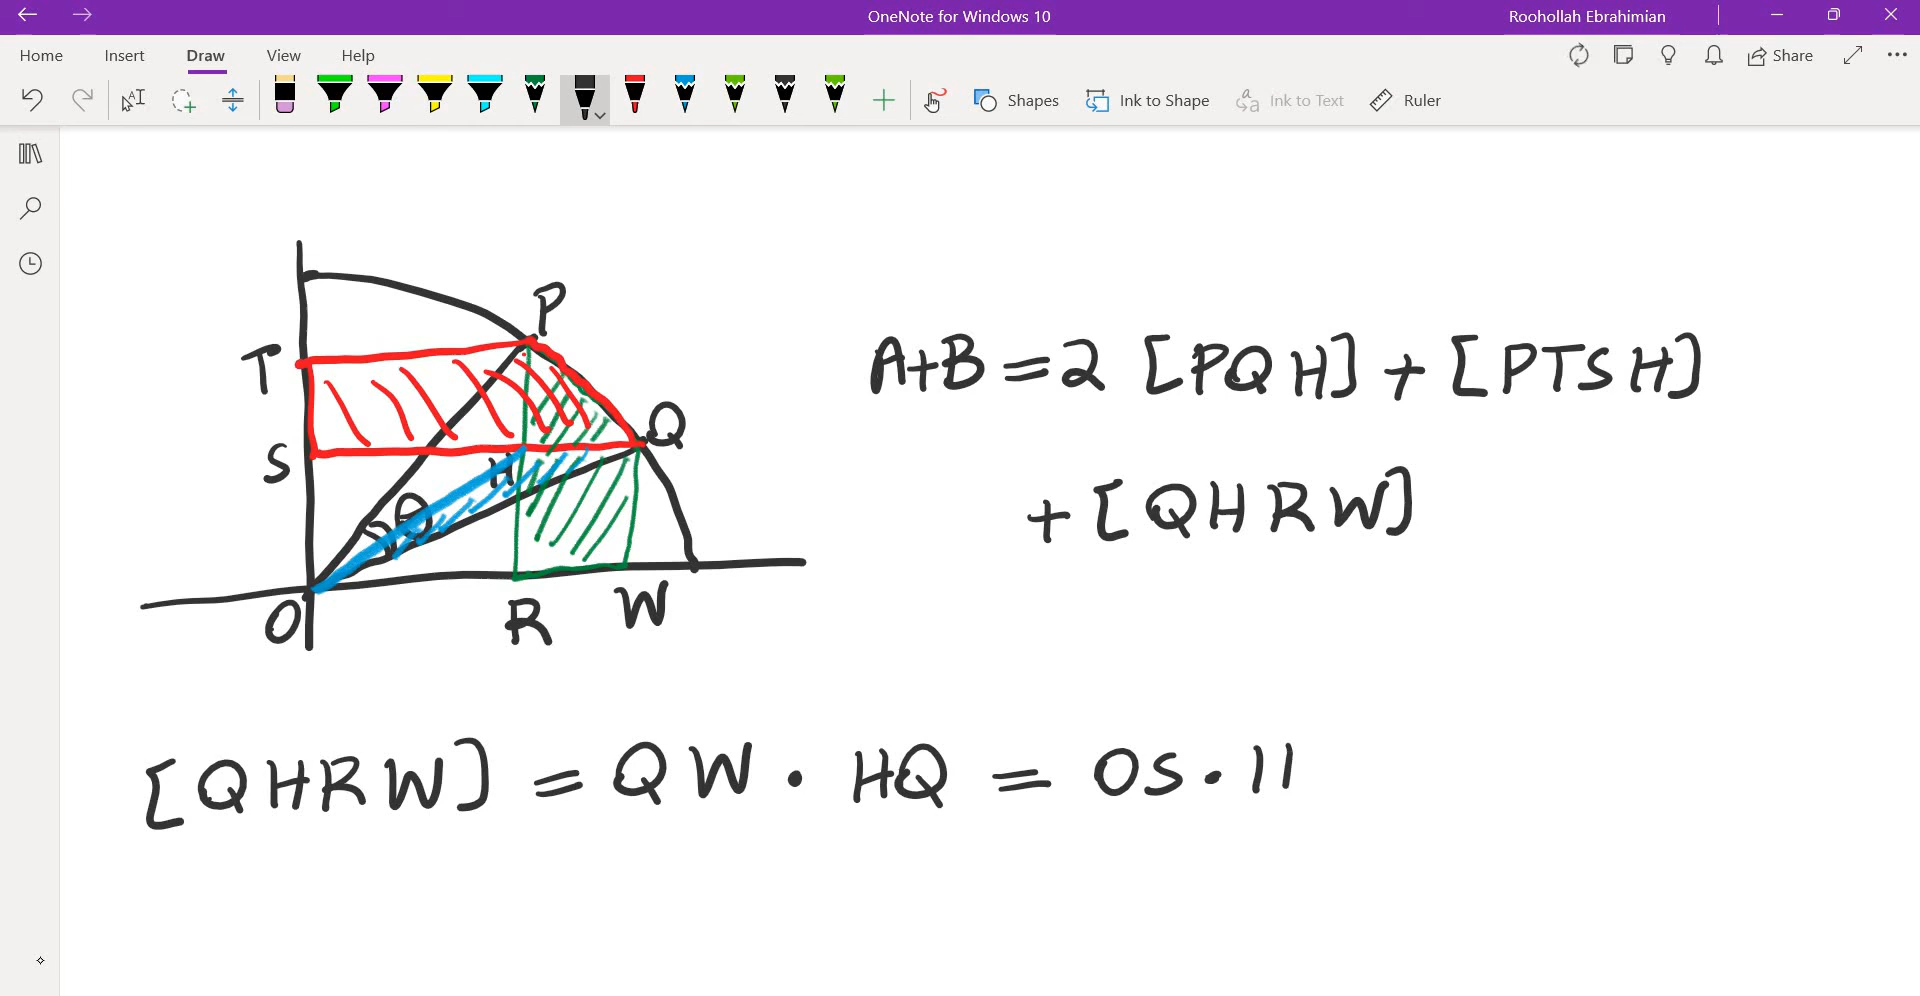 OneNote for Windows 10
Roohollah Ebrahimian
Home Insert Draw View Help
Share
Shapes Ink to Shape Ink to Text Ruler
P
T
Q
S
H
θ
O
R
W
A+B = 2 [PQH] + [PTSH]
+ [QHRW]
[QHRW] = QW · HQ = OS · 11